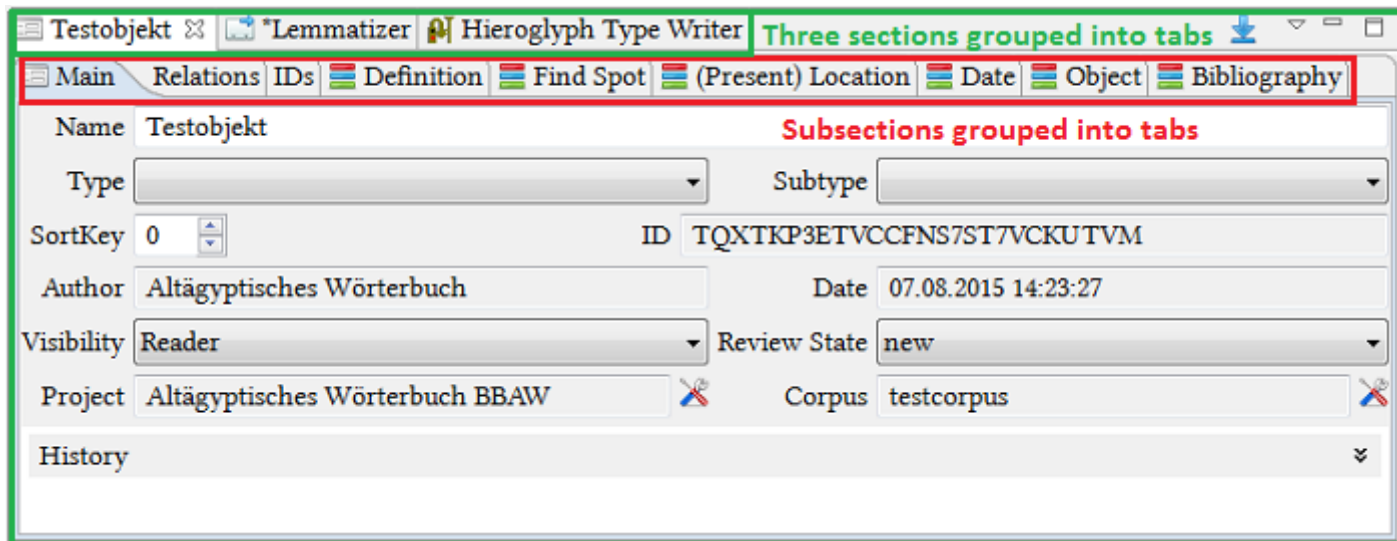 Testobjekt *Lemmatizer Hieroglyph Type Writer Three sections grouped into tabs
Main Relations IDs Definition Find Spot (Present) Location Date Object Bibliography
Name Testobjekt Subsections grouped into tabs
Type Subtype
SortKey 0 ID TQXTKP3ETVCCFNS7ST7VCKUTVM
Author Altägyptisches Wörterbuch Date 07.08.2015 14:23:27
Visibility Reader Review State new
Project Altägyptisches Wörterbuch BBAW Corpus testcorpus
History